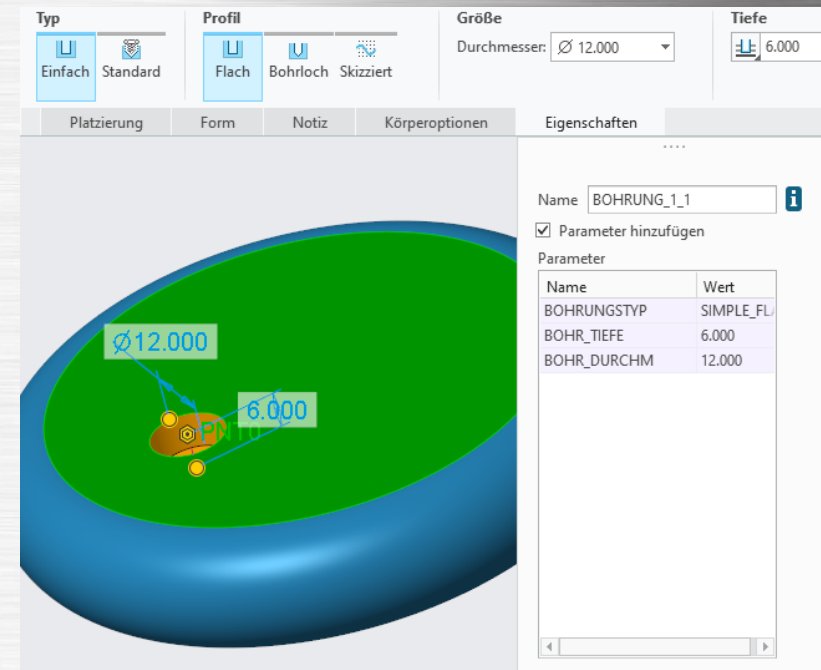 Typ
Profil
Größe
Tiefe
Einfach
Standard
Flach
Bohrloch
Skizziert
Durchmesser:
Ø 12.000
6.000
Platzierung
Form
Notiz
Körperoptionen
Eigenschaften
Name
BOHRUNG_1_1
Parameter hinzufügen
Parameter
Name Wert
BOHRUNGSTYP SIMPLE_FL
BOHR_TIEFE 6.000
BOHR_DURCHM 12.000
Ø12.000
6.000
PNT0